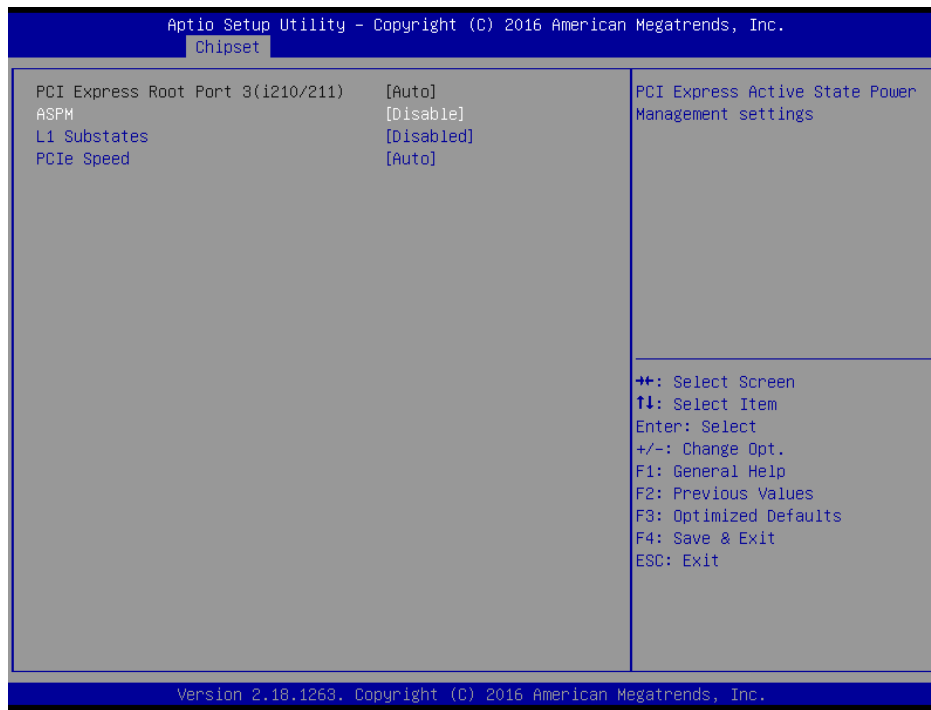 Aptio Setup Utility – Copyright (C) 2016 American Megatrends, Inc.
Chipset
PCI Express Root Port 3(i210/211) [Auto]
ASPM [Disable]
L1 Substates [Disabled]
PCIe Speed [Auto]
PCI Express Active State Power
Management settings
→←: Select Screen
↑↓: Select Item
Enter: Select
+/-: Change Opt.
F1: General Help
F2: Previous Values
F3: Optimized Defaults
F4: Save & Exit
ESC: Exit
Version 2.18.1263. Copyright (C) 2016 American Megatrends, Inc.